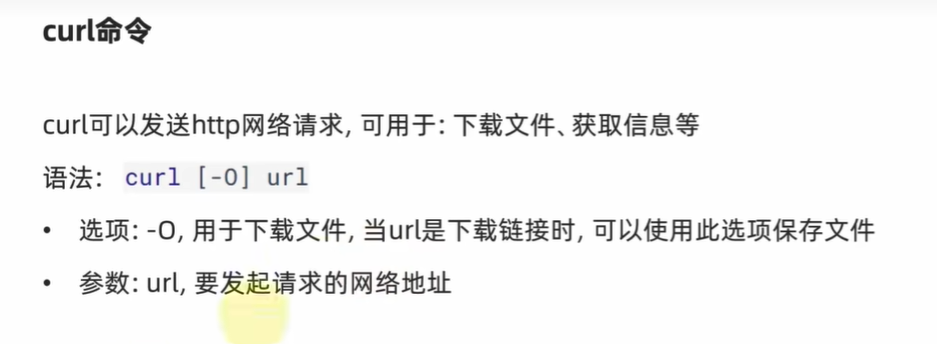 curl命令
curl可以发送http网络请求, 可用于: 下载文件、获取信息等
语法: curl [-O] url
• 选项: -O, 用于下载文件, 当url是下载链接时, 可以使用此选项保存文件
• 参数: url, 要发起请求的网络地址